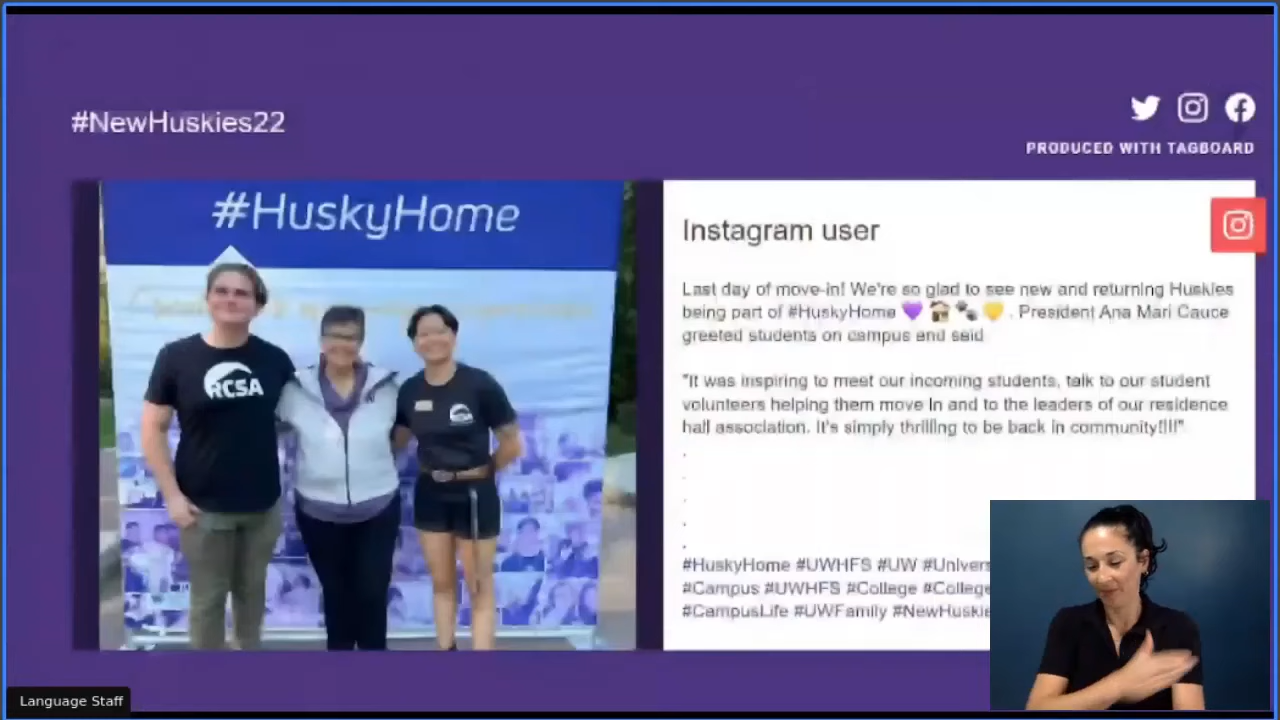 #NewHuskies22
PRODUCED WITH TAGBOARD
#HuskyHome
RCSA
Instagram user
Last day of move-in! We're so glad to see new and returning Huskies
being part of #HuskyHome 💜 🏠 🐾 💛 . President Ana Mari Cauce
greeted students on campus and said
"It was inspiring to meet our incoming students, talk to our student
volunteers helping them move in and to the leaders of our residence
hall association. It's simply thrilling to be back in community!!!!"
.
.
.
.
.
#HuskyHome #UWHFS #UW #Univers
#Campus #UWHFS #College #College
#CampusLife #UWFamily #NewHuskie
Language Staff